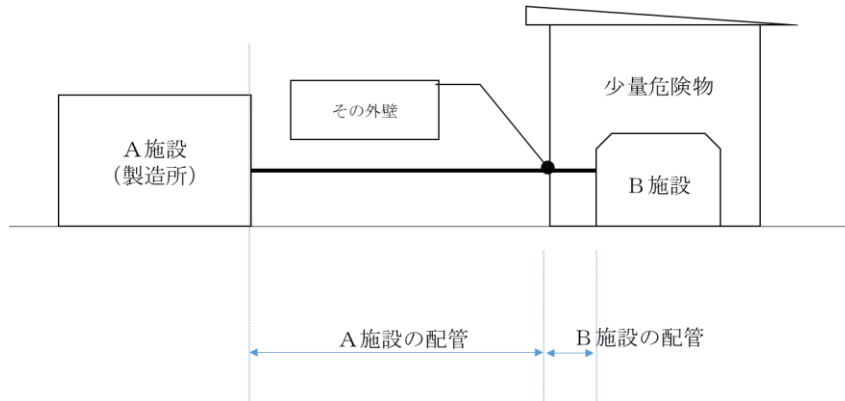 少量危険物
その外壁
A施設
（製造所）
B施設
A施設の配管
B施設の配管